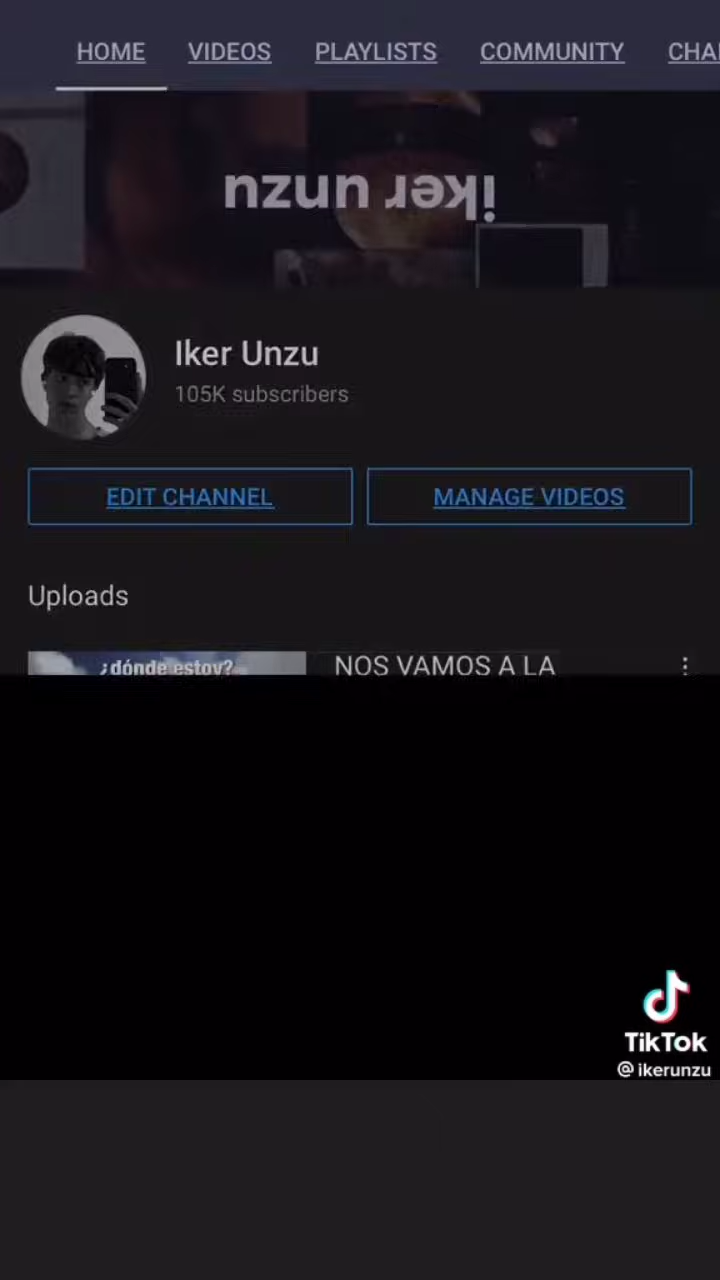 HOME VIDEOS PLAYLISTS COMMUNITY CHA
iker unzu
Iker Unzu
105K subscribers
EDIT CHANNEL MANAGE VIDEOS
Uploads
¿dónde estoy? NOS VAMOS A LA
TikTok
@ikerunzu